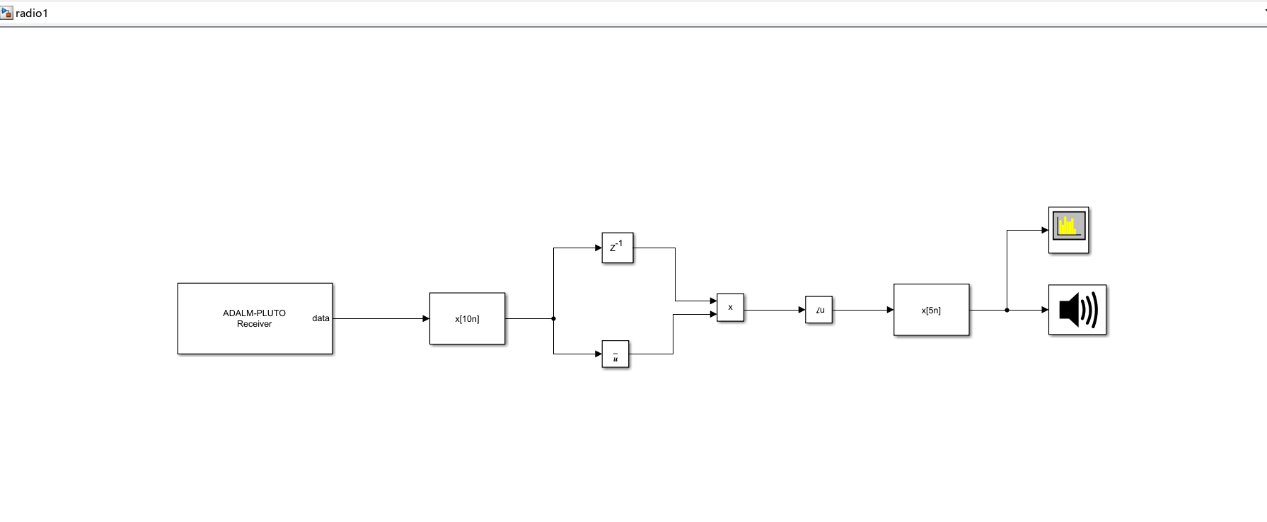 radio1
ADALM-PLUTO
Receiver
data
x[10n]
Z-1
u
x
∠u
x[5n]